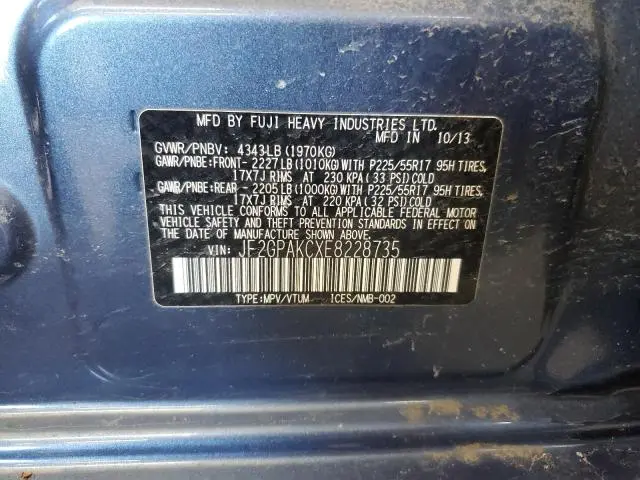 MFD BY FUJI HEAVY INDUSTRIES LTD.
MFD IN 10/13
GVWR/PNBV: 4343LB(1970KG)
GAWR/PNBE:FRONT- 2227LB(1010KG)WITH P225/55R17 95H TIRES,
17X7J RIMS AT 230 KPA(33 PSI)COLD
GAWR/PNBE:REAR - 2205LB(1000KG)WITH P225/55R17 95H TIRES,
17X7J RIMS AT 220 KPA(32 PSI)COLD
THIS VEHICLE CONFORMS TO ALL APPLICABLE FEDERAL MOTOR
VEHICLE SAFETY AND THEFT PREVENTION STANDARDS IN EFFECT
ON THE DATE OF MANUFACTURE SHOWN ABOVE.
VIN: JF2GPAKCXE8228735
TYPE:MPV/VTUM ICES/NMB-002